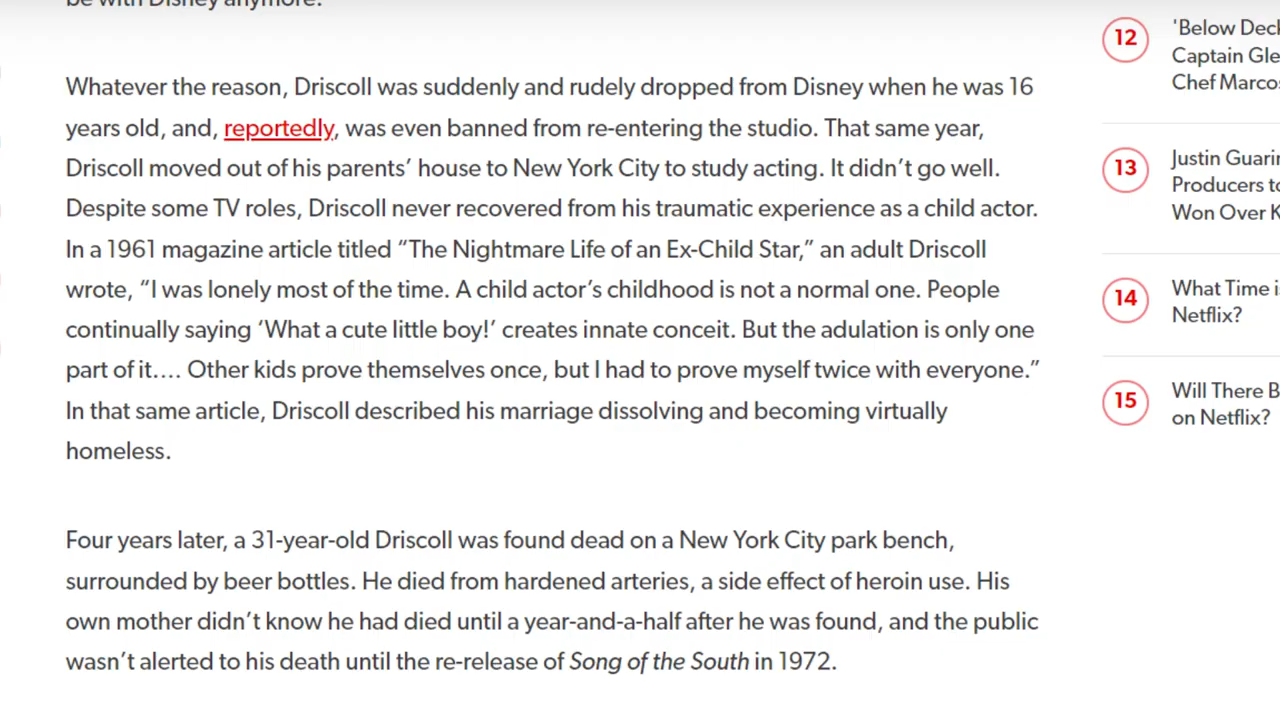 be with Disney anymore.
Whatever the reason, Driscoll was suddenly and rudely dropped from Disney when he was 16
years old, and, reportedly, was even banned from re-entering the studio. That same year,
Driscoll moved out of his parents’ house to New York City to study acting. It didn’t go well.
Despite some TV roles, Driscoll never recovered from his traumatic experience as a child actor.
In a 1961 magazine article titled “The Nightmare Life of an Ex-Child Star,” an adult Driscoll
wrote, “I was lonely most of the time. A child actor’s childhood is not a normal one. People
continually saying ‘What a cute little boy!’ creates innate conceit. But the adulation is only one
part of it.… Other kids prove themselves once, but I had to prove myself twice with everyone.”
In that same article, Driscoll described his marriage dissolving and becoming virtually
homeless.
Four years later, a 31-year-old Driscoll was found dead on a New York City park bench,
surrounded by beer bottles. He died from hardened arteries, a side effect of heroin use. His
own mother didn’t know he had died until a year-and-a-half after he was found, and the public
wasn’t alerted to his death until the re-release of Song of the South in 1972.
12
'Below Deck
Captain Gle
Chef Marcos
13
Justin Guarin
Producers to
Won Over K
14
What Time is
Netflix?
15
Will There B
on Netflix?